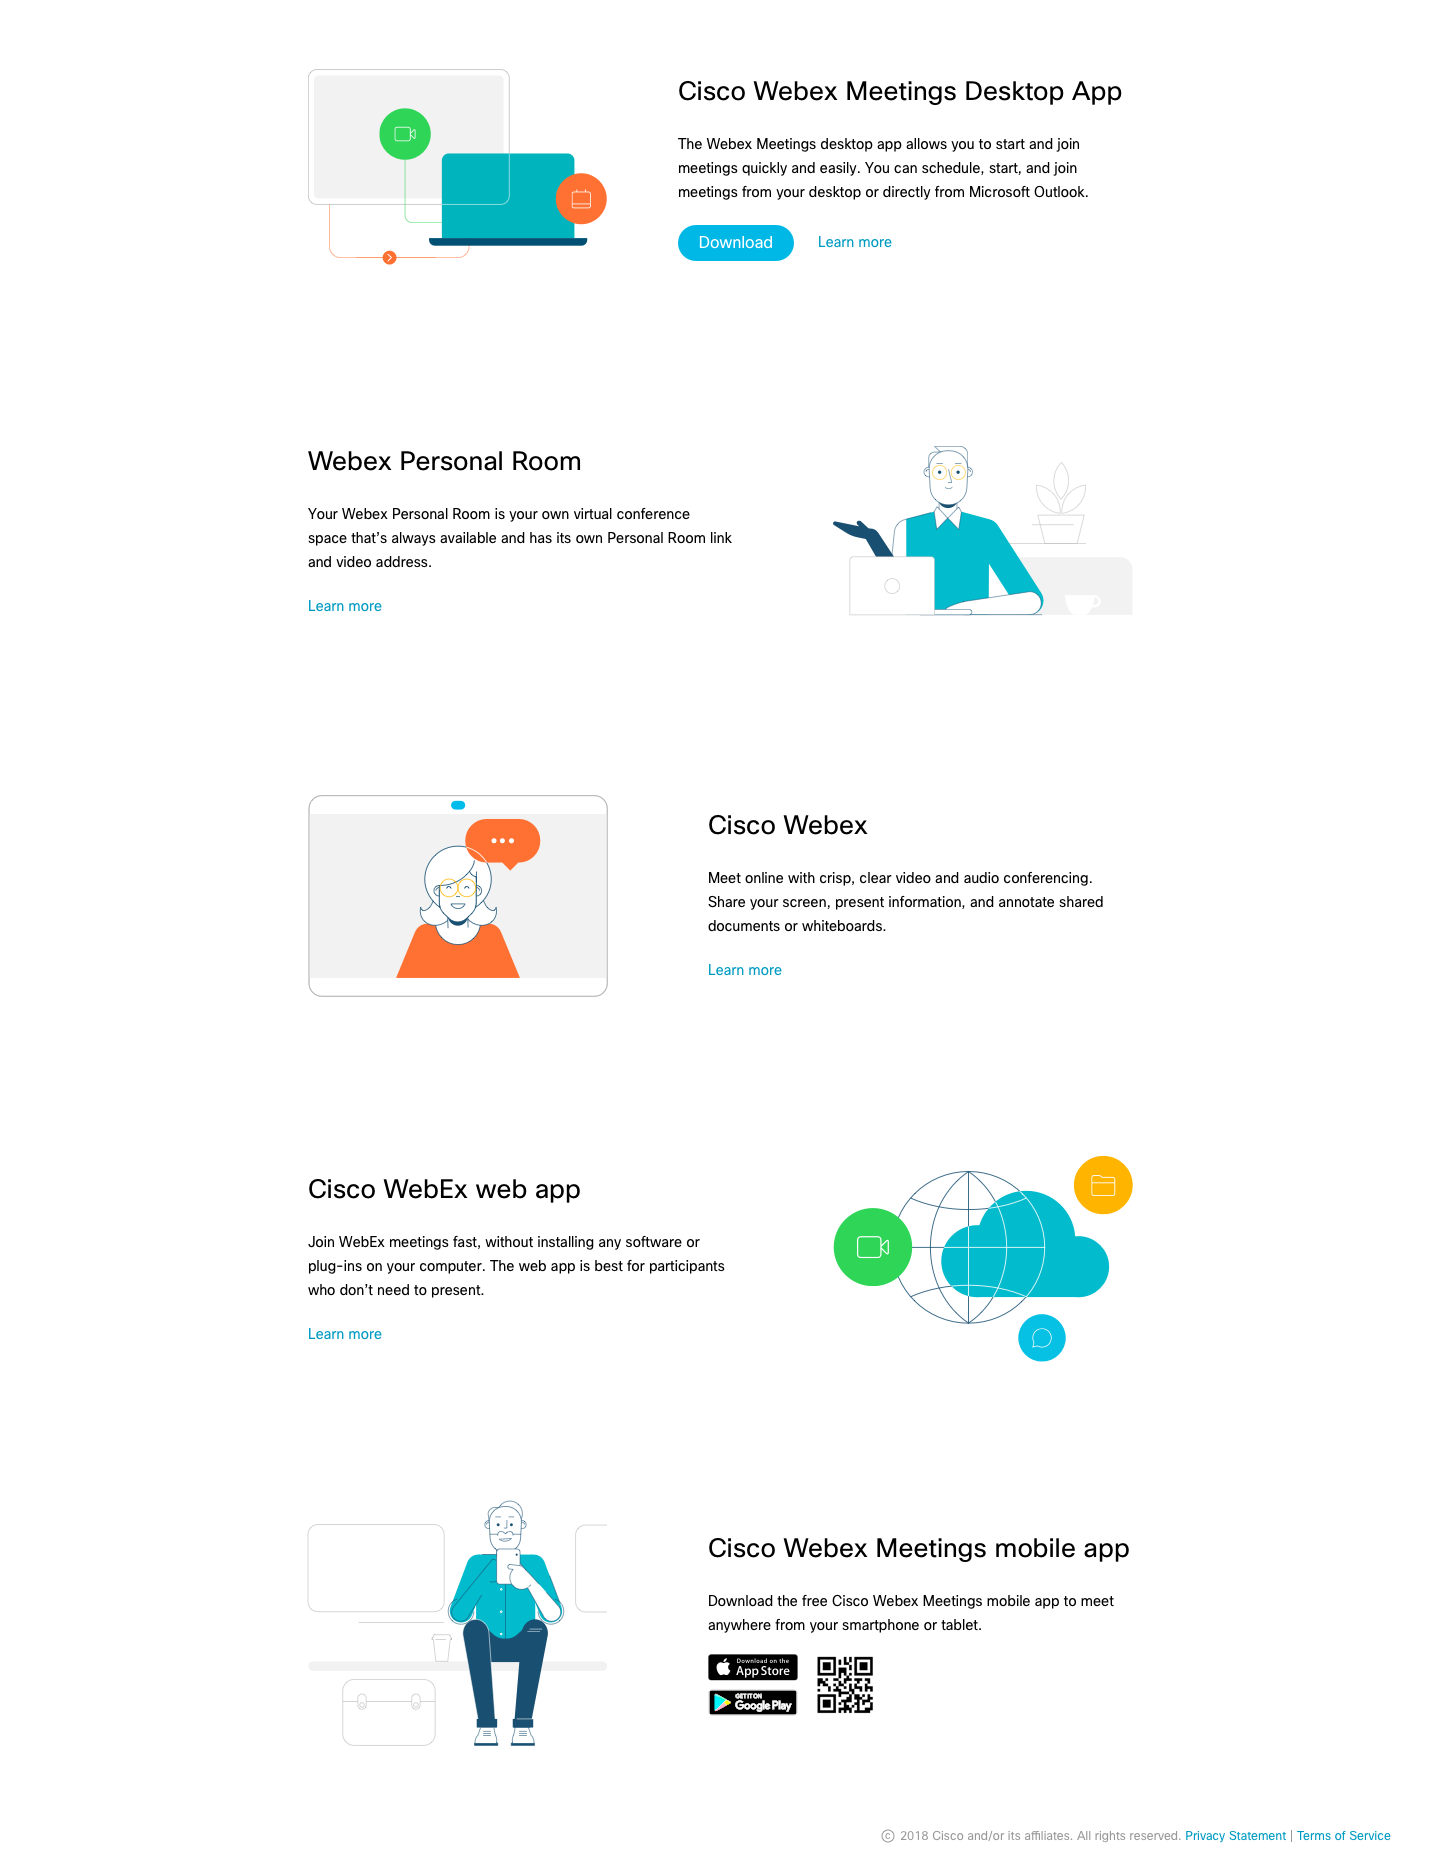 Cisco Webex Meetings Desktop App
The Webex Meetings desktop app allows you to start and join
meetings quickly and easily. You can schedule, start, and join
meetings from your desktop or directly from Microsoft Outlook.
Download Learn more
Webex Personal Room
Your Webex Personal Room is your own virtual conference
space that's always available and has its own Personal Room link
and video address.
Learn more
Cisco Webex
Meet online with crisp, clear video and audio conferencing.
Share your screen, present information, and annotate shared
documents or whiteboards.
Learn more
Cisco WebEx web app
Join WebEx meetings fast, without installing any software or
plug-ins on your computer. The web app is best for participants
who don't need to present.
Learn more
Cisco Webex Meetings mobile app
Download the free Cisco Webex Meetings mobile app to meet
anywhere from your smartphone or tablet.
Download on the
App Store
GET IT ON
Google Play
© 2018 Cisco and/or its affiliates. All rights reserved. Privacy Statement | Terms of Service